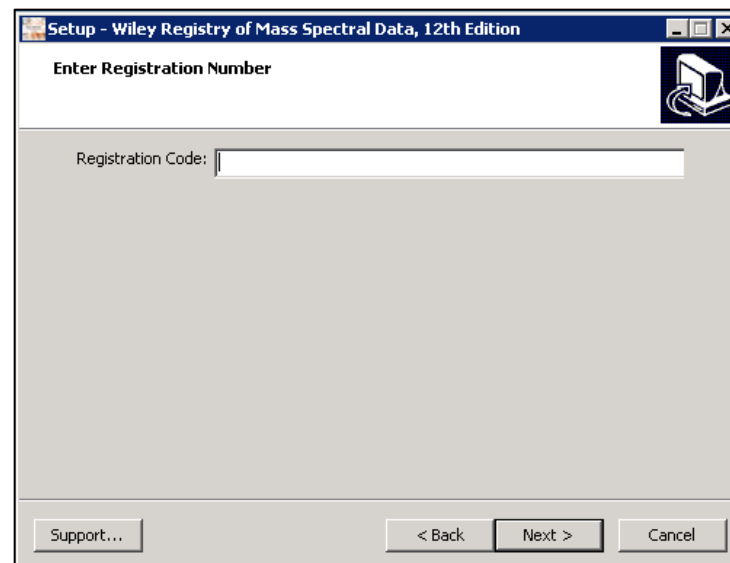 Setup - Wiley Registry of Mass Spectral Data, 12th Edition
Enter Registration Number
Registration Code:
Support...
< Back
Next >
Cancel